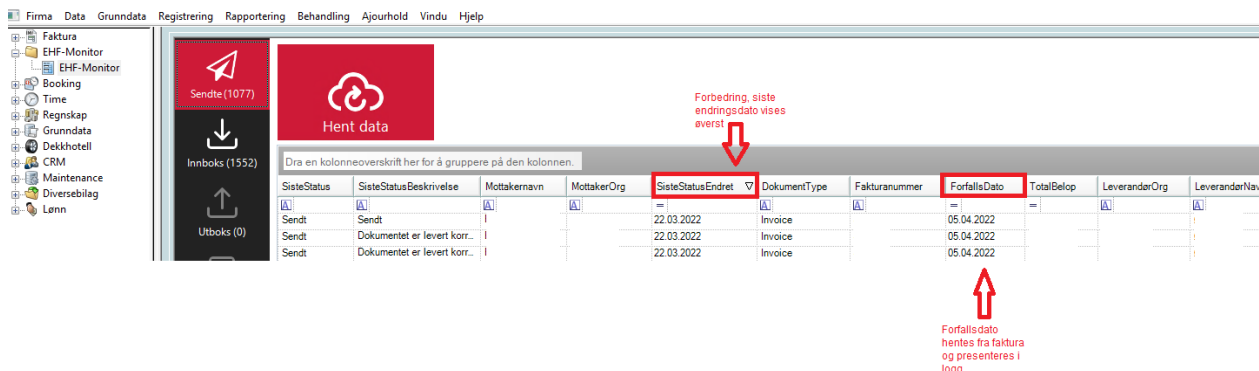 Firma Data Grunndata Registrering Rapportering Behandling Ajourhold Vindu Hjelp
Faktura
EHF-Monitor
EHF-Monitor
Booking
Time
Regnskap
Grunndata
Dekkhotell
CRM
Maintenance
Diversebilag
Lønn
Sendte (1077)
Innboks (1552)
Utboks (0)
Hent data
Forbedring, siste
endringsdato vises
øverst
Dra en kolonneoverskrift her for å gruppere på den kolonnen.
SisteStatus SisteStatusBeskrivelse Mottakernavn MottakerOrg SisteStatusEndret DokumentType Fakturanummer ForfallsDato TotalBelop LeverandørOrg LeverandørNav
A A A A = A A = = A A
Sendt Sendt 22.03.2022 Invoice 05.04.2022
Sendt Dokumentet er levert korr... 22.03.2022 Invoice 05.04.2022
Sendt Dokumentet er levert korr... 22.03.2022 Invoice 05.04.2022
Forfallsdato
hentes fra faktura
og presenteres i
logg